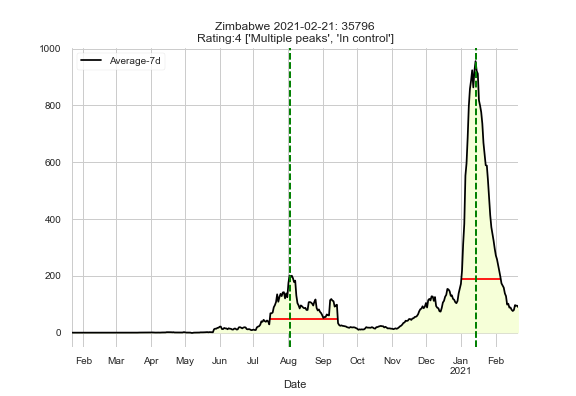 Zimbabwe 2021-02-21: 35796
Rating:4 ['Multiple peaks', 'In control']
Average-7d
1000
800
600
400
200
0
Feb Mar Apr May Jun Jul Aug Sep Oct Nov Dec Jan Feb
2021
Date